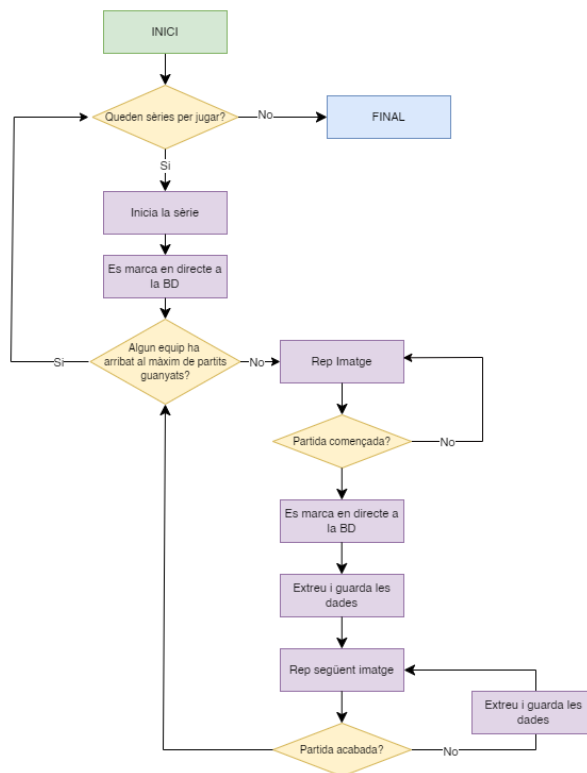 INICI
Queden sèries per jugar?
No
FINAL
Si
Inicia la sèrie
Es marca en directe a
la BD
Algun equip ha
arribat al màxim de partits
guanyats?
Si
No
Rep Imatge
Partida començada?
No
Es marca en directe a
la BD
Extreu i guarda les
dades
Rep següent imatge
Extreu i guarda les
dades
Partida acabada?
No